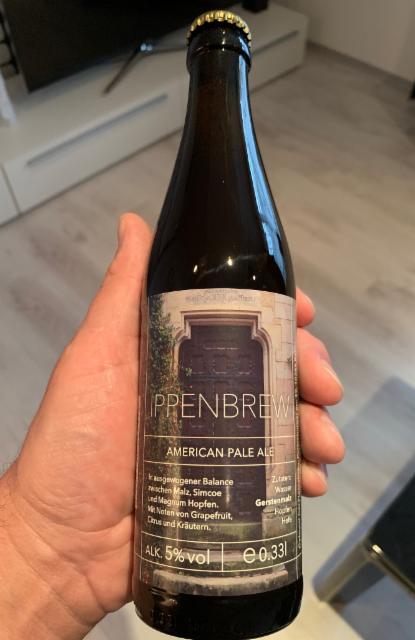 IPPENBREW
AMERICAN PALE ALE
In ausgewogener Balance
zwischen Malz, Simcoe
und Magnum Hopfen.
Mit Noten von Grapefruit,
Citrus und Kräutern.
Zutaten:
Wasser
Gerstenmalz
Hopfen
Hefe
ALK. 5% vol
e 0.33l